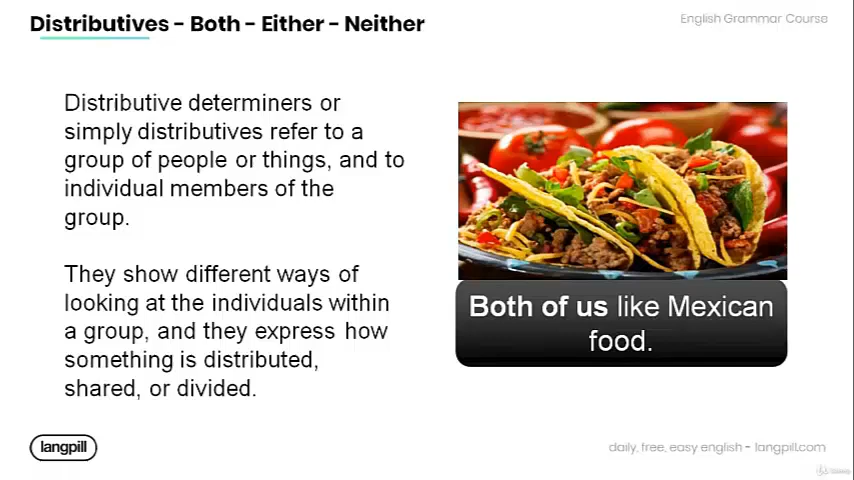 Distributives - Both - Either - Neither
English Grammar Course
Distributive determiners or
simply distributives refer to a
group of people or things, and to
individual members of the
group.
They show different ways of
looking at the individuals within
a group, and they express how
something is distributed,
shared, or divided.
Both of us like Mexican
food.
langpill
daily, free, easy english - langpill.com